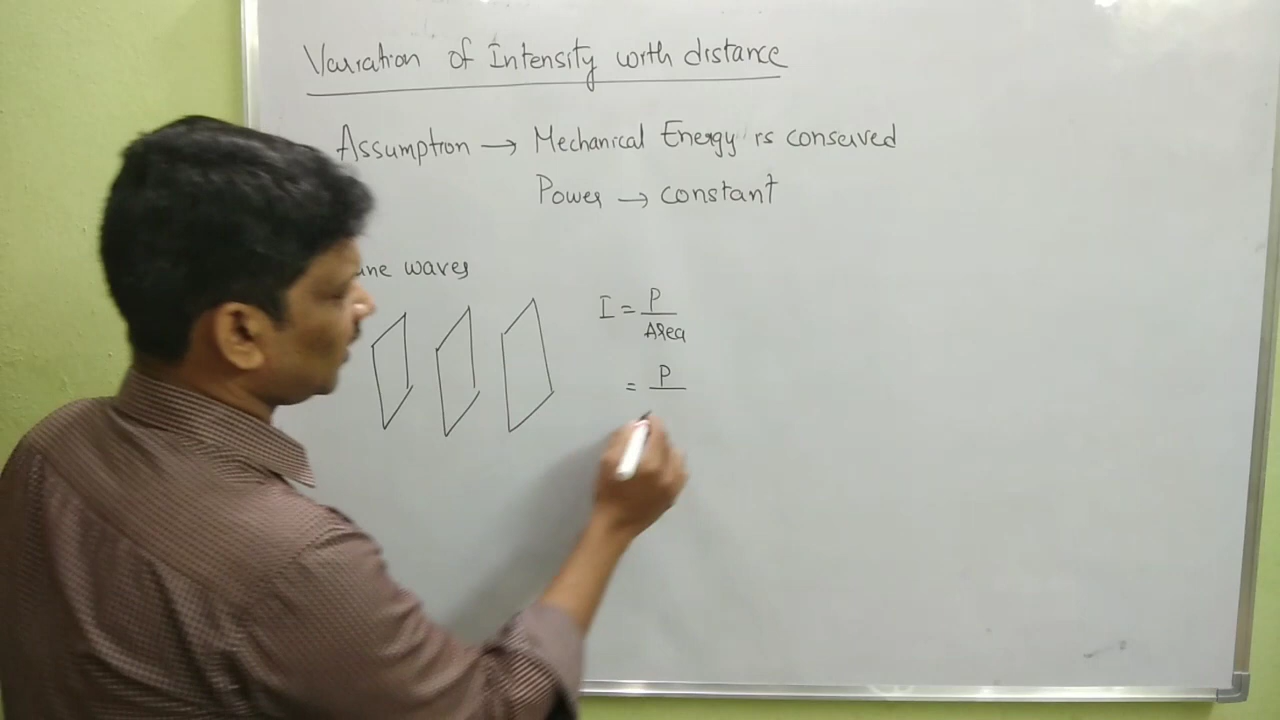 Variation of Intensity with distance
Assumption → Mechanical Energy is conserved
Power → constant
ane waves
I = P / Area
= P